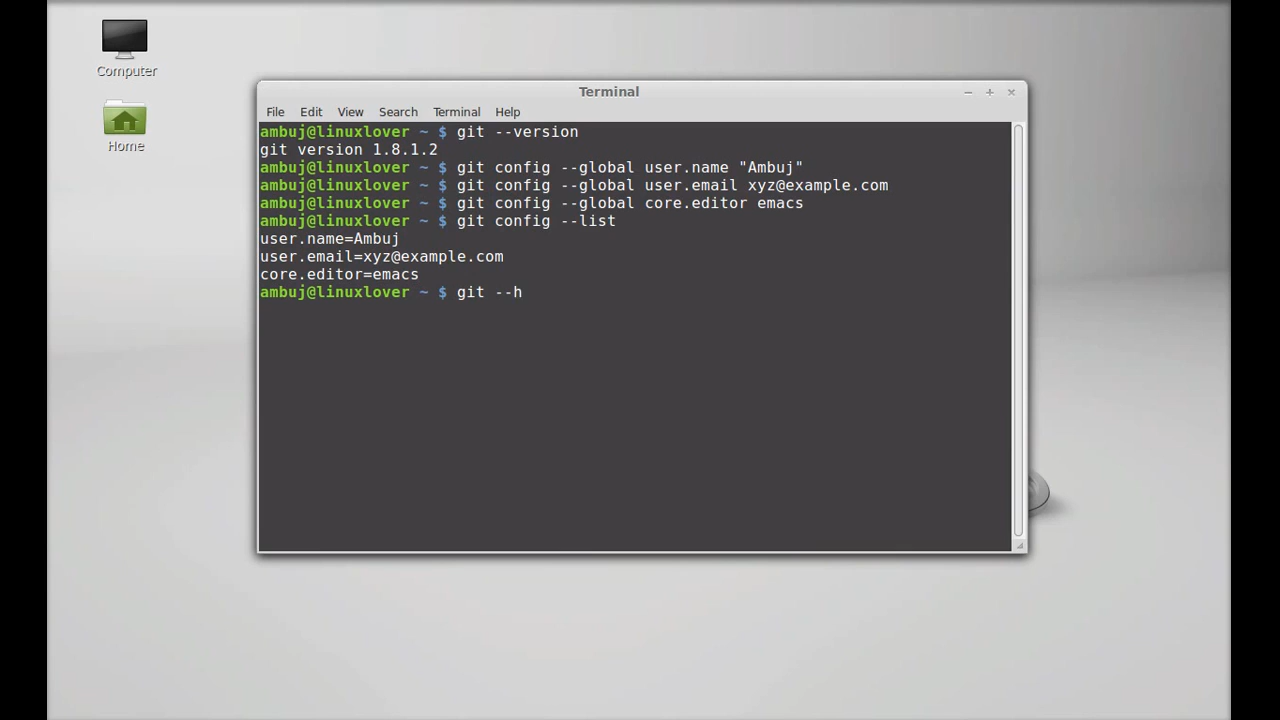 Computer
Home
Terminal
File Edit View Search Terminal Help
ambuj@linuxlover ~ $ git --version
git version 1.8.1.2
ambuj@linuxlover ~ $ git config --global user.name "Ambuj"
ambuj@linuxlover ~ $ git config --global user.email xyz@example.com
ambuj@linuxlover ~ $ git config --global core.editor emacs
ambuj@linuxlover ~ $ git config --list
user.name=Ambuj
user.email=xyz@example.com
core.editor=emacs
ambuj@linuxlover ~ $ git --h